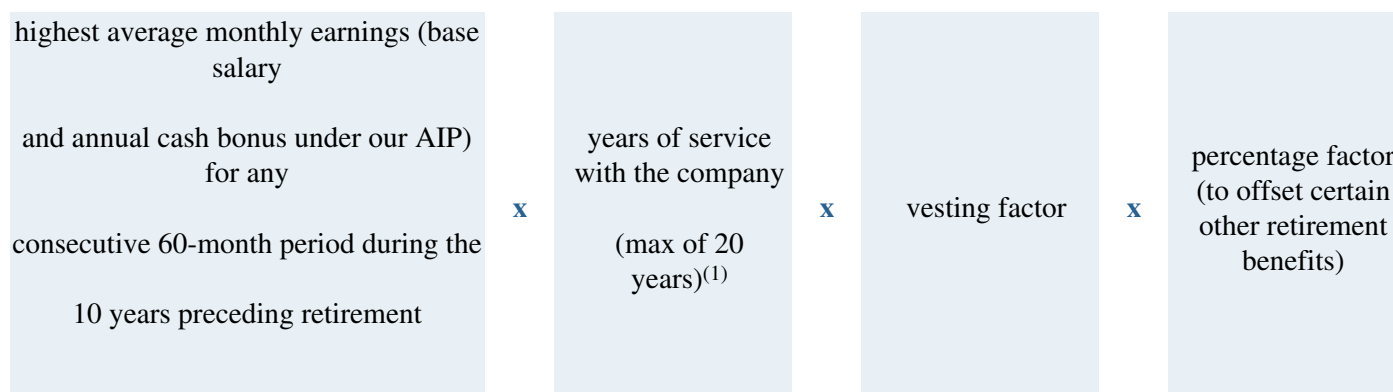 highest average monthly earnings (base
salary
and annual cash bonus under our AIP)
for any
consecutive 60-month period during the
10 years preceding retirement
x
years of service
with the company
(max of 20
years)(1)
x
vesting factor
x
percentage factor
(to offset certain
other retirement
benefits)